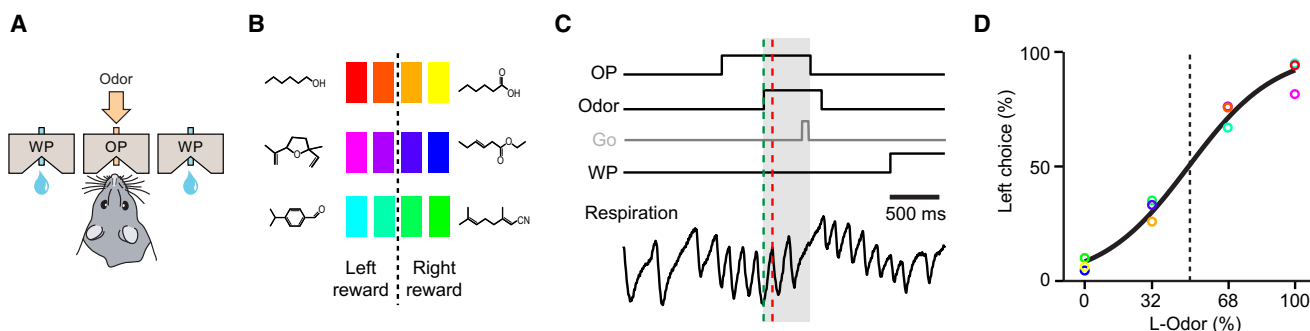 A
Odor
WP
OP
WP
B
OH
O
OH
O
O
O
O
CN
Left
reward
Right
reward
C
OP
Odor
Go
WP
500 ms
Respiration
D
100
50
0
Left choice (%)
0
32
68
100
L-Odor (%)